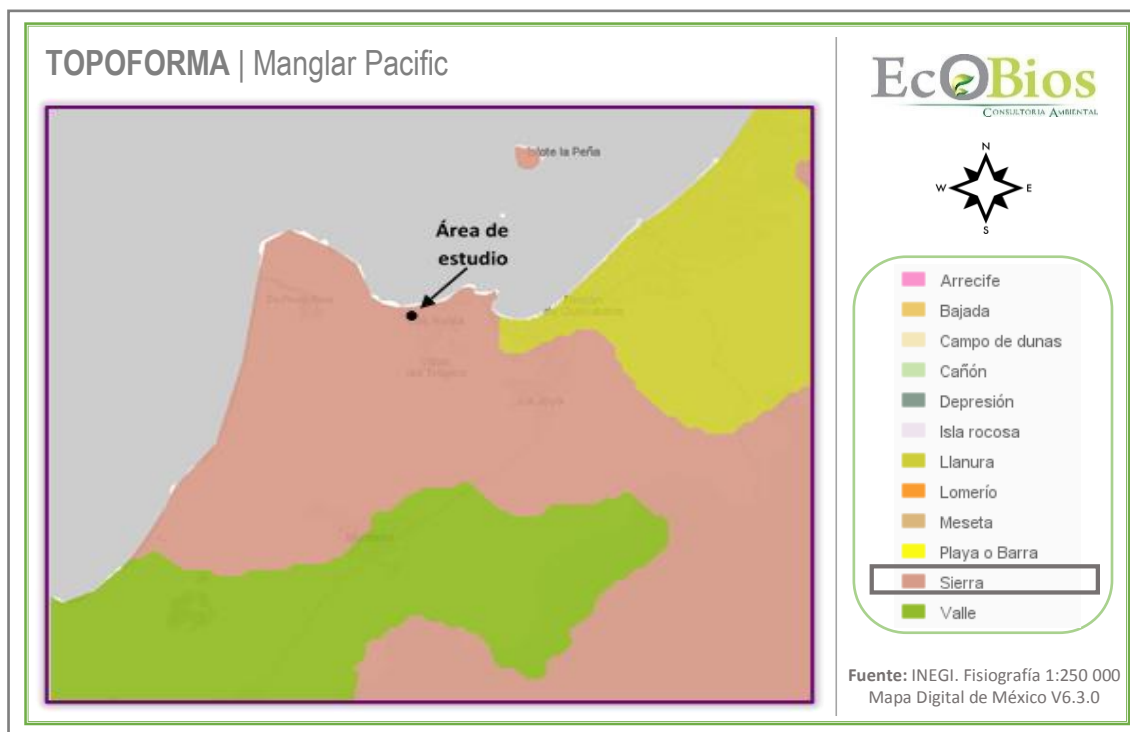 TOPOFORMA | Manglar Pacific
EcOBios
CONSULTORIA AMBIENTAL
N
W
E
S
Islote la Peña
Área de
estudio
Arrecife
Bajada
Campo de dunas
Cañón
Depresión
Isla rocosa
Llanura
Lomerío
Meseta
Playa o Barra
Sierra
Valle
Fuente: INEGI. Fisiografía 1:250 000
Mapa Digital de México V6.3.0